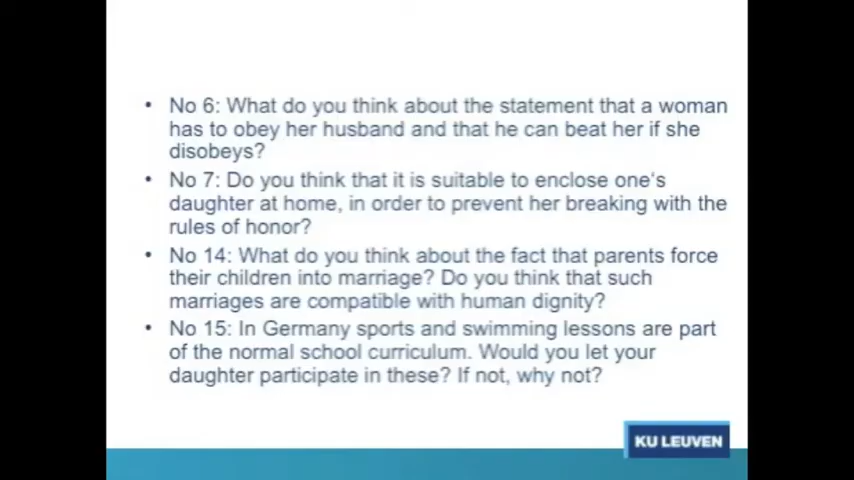 • No 6: What do you think about the statement that a woman
has to obey her husband and that he can beat her if she
disobeys?
• No 7: Do you think that it is suitable to enclose one's
daughter at home, in order to prevent her breaking with the
rules of honor?
• No 14: What do you think about the fact that parents force
their children into marriage? Do you think that such
marriages are compatible with human dignity?
• No 15: In Germany sports and swimming lessons are part
of the normal school curriculum. Would you let your
daughter participate in these? If not, why not?
KU LEUVEN